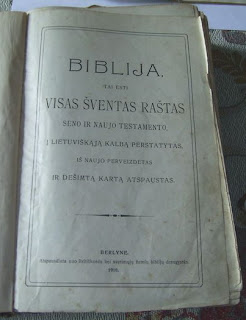 BIBLIJA,
TAI ESTI
VISAS ŠVENTAS RAŠTAS
SENO IR NAUJO TESTAMENTO,
Į LIETUVIŠKĄJĄ KALBĄ PERSTATYTAS,
IŠ NAUJO PERVEIZDĖTAS
IR DEŠIMTĄ KARTĄ ATSPAUSTAS.
BERLYNE.